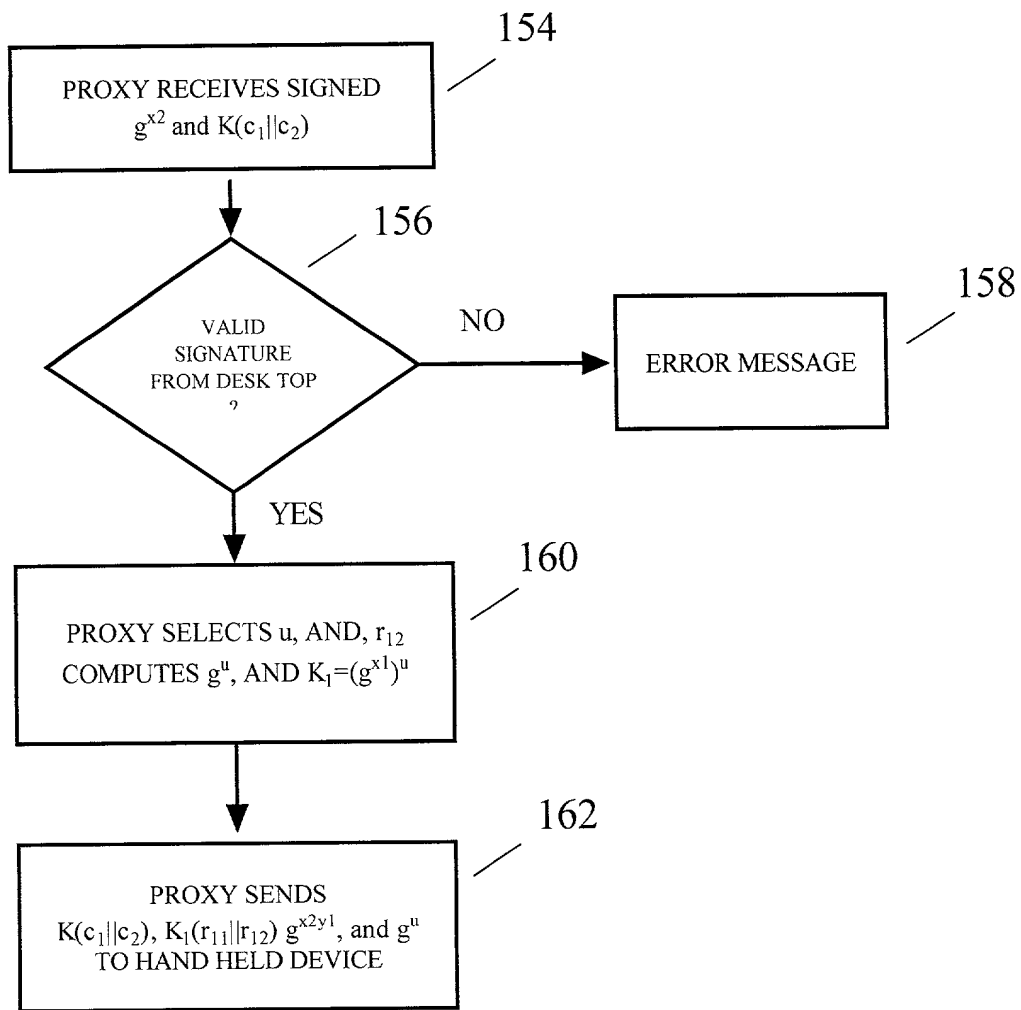 154
PROXY RECEIVES SIGNED
g^x2 and K(c₁||c₂)
156
VALID
SIGNATURE
FROM DESK TOP
?
NO
158
ERROR MESSAGE
YES
160
PROXY SELECTS u, AND, r₁₂
COMPUTES g^u, AND K₁=(g^x1)^u
162
PROXY SENDS
K(c₁||c₂), K₁(r₁₁||r₁₂) g^x2y1, and g^u
TO HAND HELD DEVICE